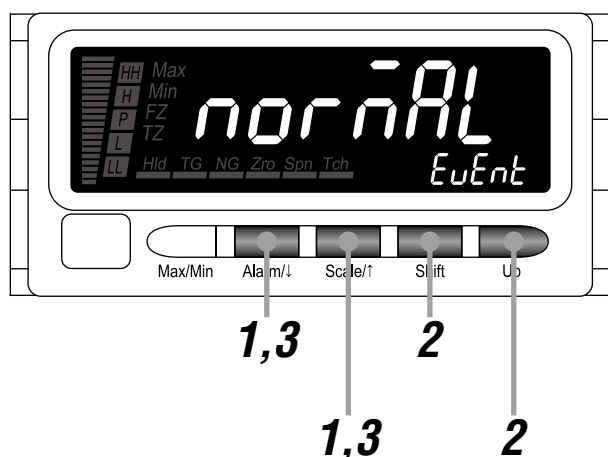 HH Max
H Min
P FZ
L TZ
LL Hld TG NG Zro Spn Tch
normAL
EvEnt
Max/Min Alarm/↓ Scale/↑ Shift Up
1,3 2
1,3 2